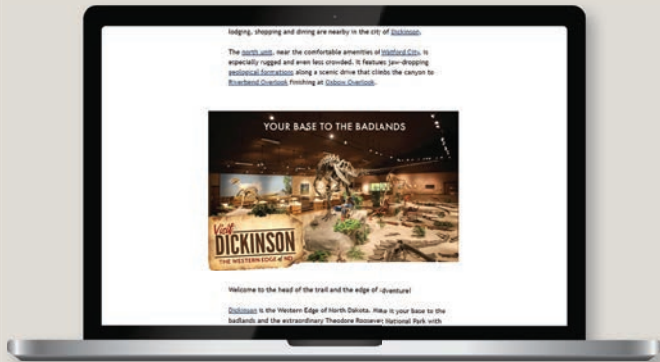 lodging, shopping and dining are nearby in the city of Dickinson.
The north unit, near the comfortable amenities of Watford City, is
especially rugged and even less crowded. It features jaw-dropping
geological formations along a scenic drive that climbs the canyon to
Riverbend Overlook finishing at Oxbow Overlook.
YOUR BASE TO THE BADLANDS
Visit
DICKINSON
THE WESTERN EDGE of ND
Welcome to the head of the trail and the edge of adventure!
Dickinson is the Western Edge of North Dakota. Make it your base to the
badlands and the extraordinary Theodore Roosevelt National Park with